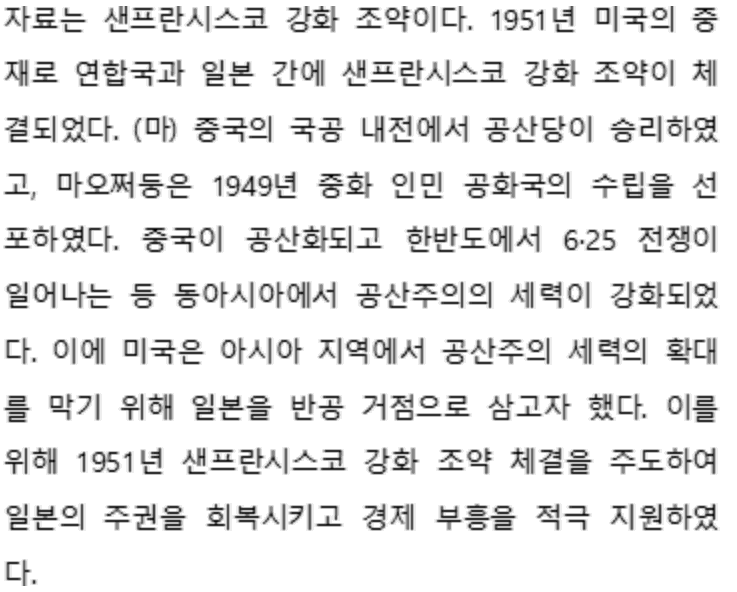 자료는 샌프란시스코 강화 조약이다. 1951년 미국의 중
재로 연합국과 일본 간에 샌프란시스코 강화 조약이 체
결되었다. (마) 중국의 국공 내전에서 공산당이 승리하였
고, 마오쩌둥은 1949년 중화 인민 공화국의 수립을 선
포하였다. 중국이 공산화되고 한반도에서 6·25 전쟁이
일어나는 등 동아시아에서 공산주의의 세력이 강화되었
다. 이에 미국은 아시아 지역에서 공산주의 세력의 확대
를 막기 위해 일본을 반공 거점으로 삼고자 했다. 이를
위해 1951년 샌프란시스코 강화 조약 체결을 주도하여
일본의 주권을 회복시키고 경제 부흥을 적극 지원하였
다.